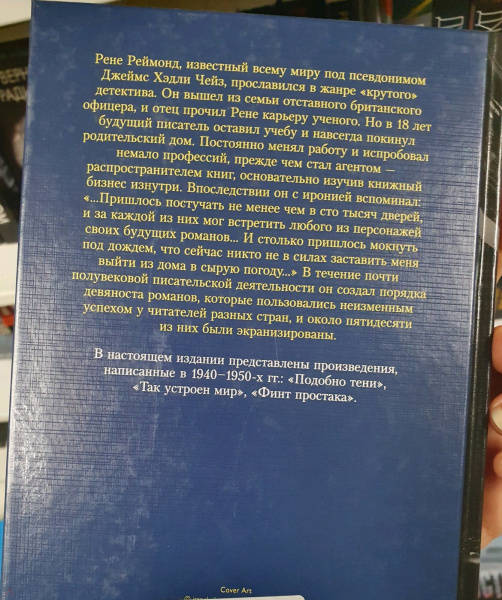 Рене Реймонд, известный всему миру под псевдонимом
Джеймс Хэдли Чейз, прославился в жанре «крутого»
детектива. Он вышел из семьи отставного британского
офицера, и отец прочил Рене карьеру ученого. Но в 18 лет
будущий писатель оставил учебу и навсегда покинул
родительский дом. Постоянно менял работу и испробовал
немало профессий, прежде чем стал агентом —
распространителем книг, основательно изучив книжный
бизнес изнутри. Впоследствии он с иронией вспоминал:
«...Пришлось постучать не менее чем в сто тысяч дверей,
и за каждой из них мог встретить любого из персонажей
своих будущих романов... И столько пришлось мокнуть
под дождем, что сейчас никто не в силах заставить меня
выйти из дома в сырую погоду...» В течение почти
полувековой писательской деятельности он создал порядка
девяноста романов, которые пользовались неизменным
успехом у читателей разных стран, и около пятидесяти
из них были экранизированы.
В настоящем издании представлены произведения,
написанные в 1940–1950-х гг.: «Подобно тени»,
«Так устроен мир», «Финт простака».
Cover Art